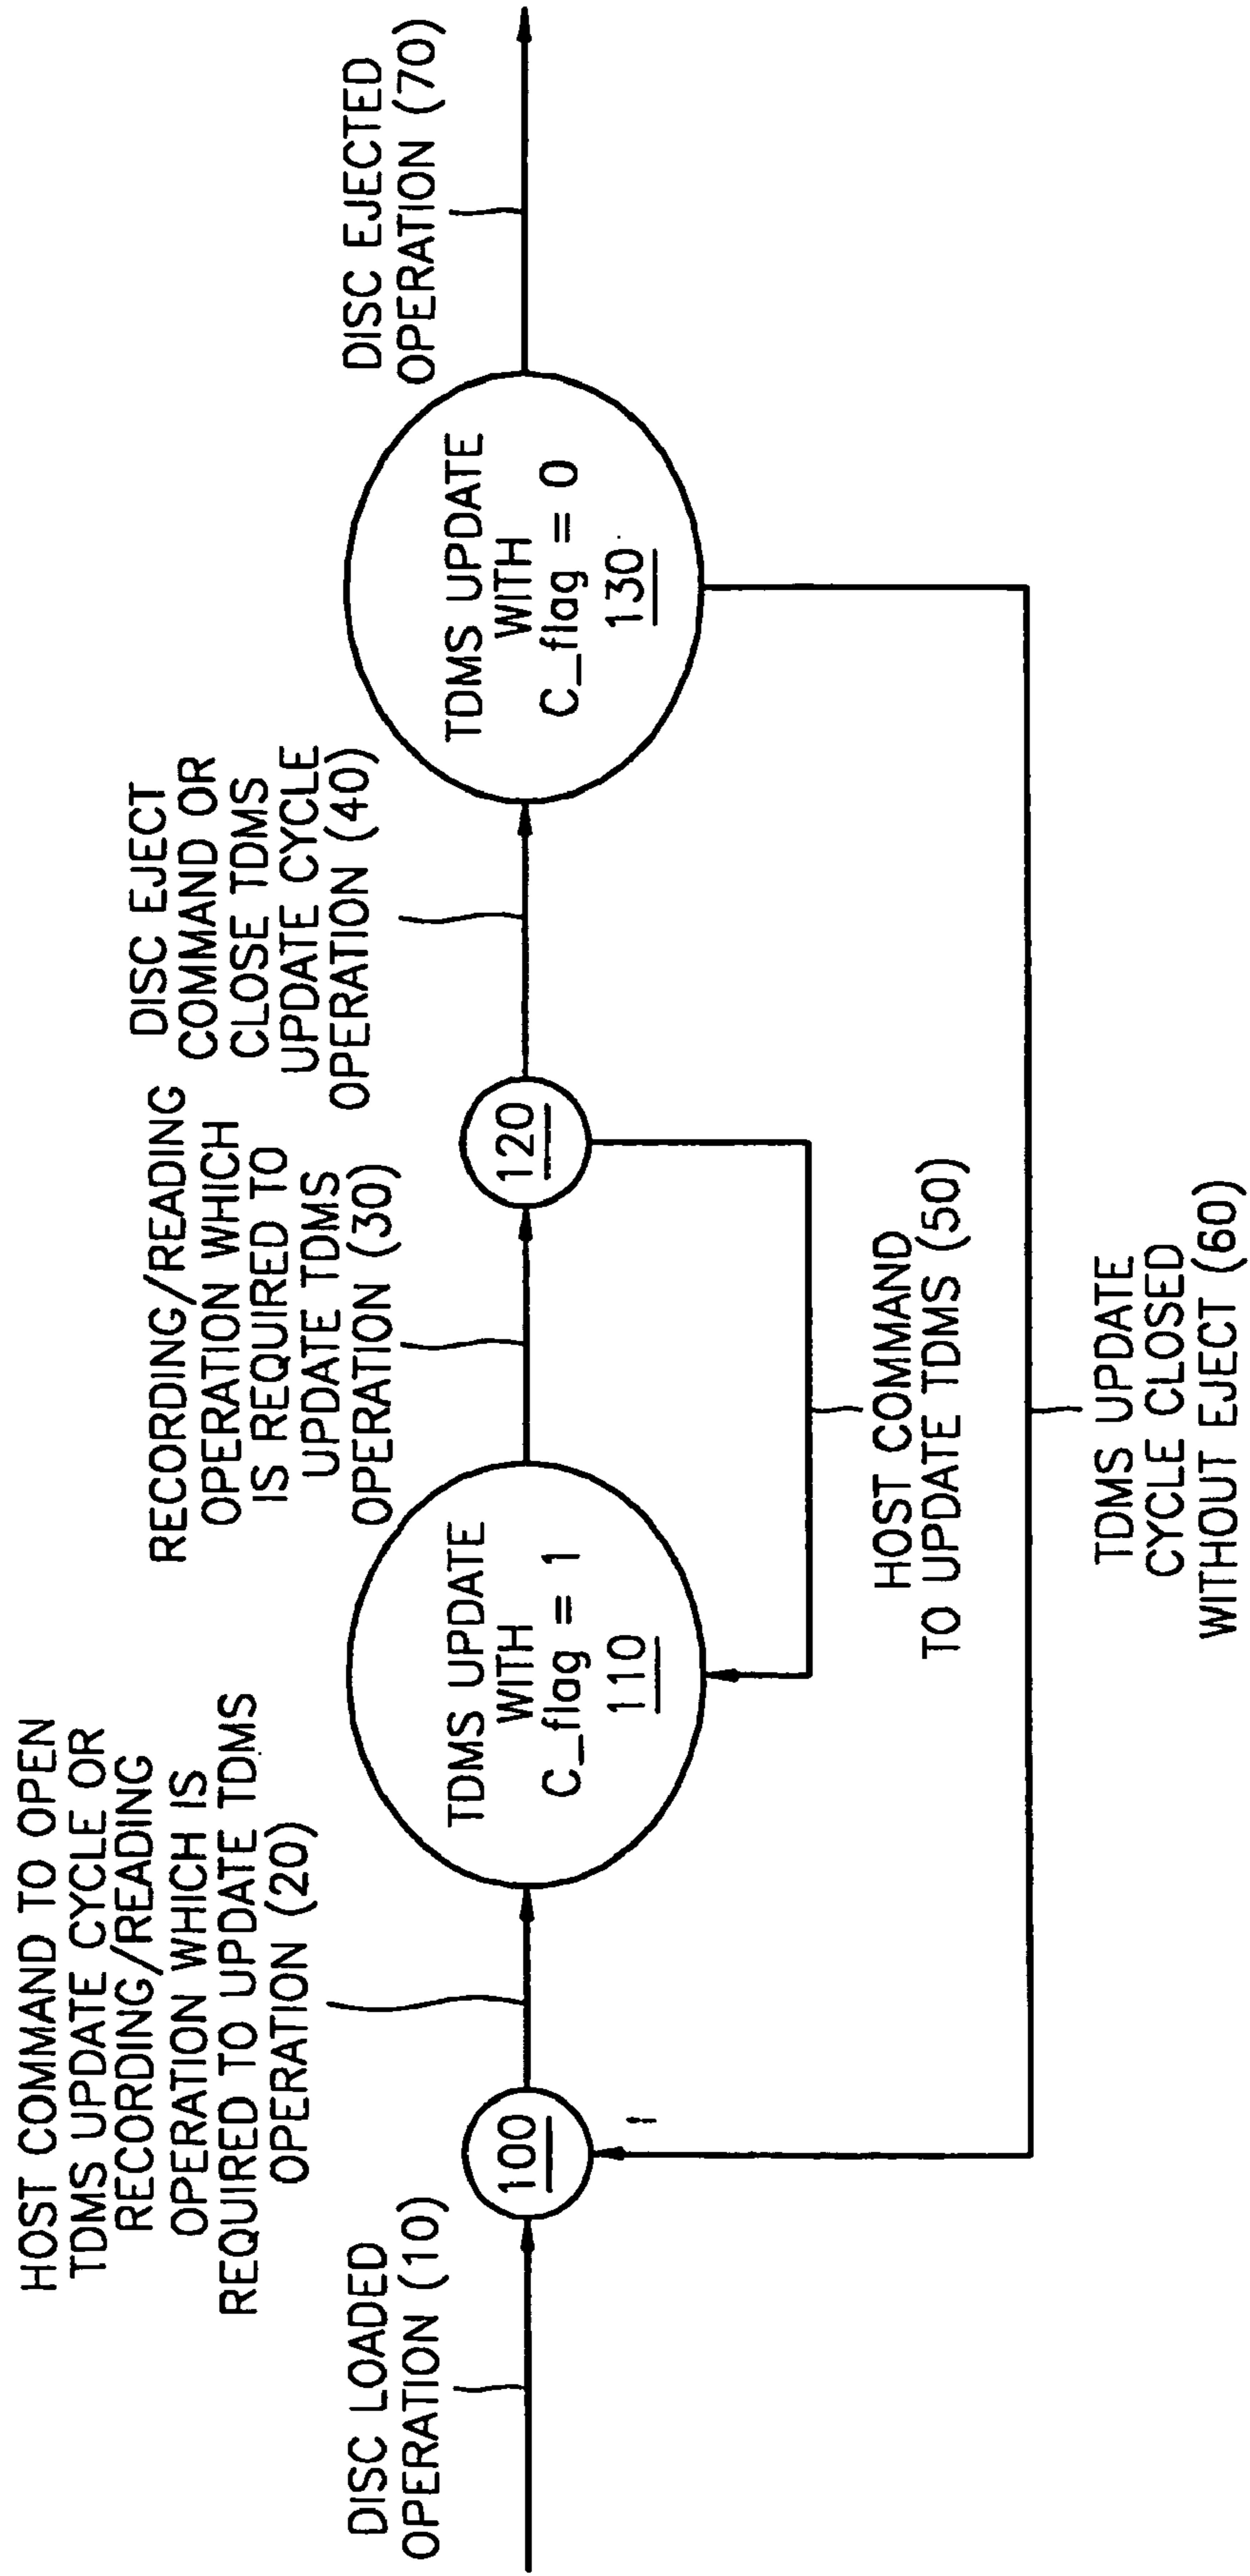 DISC LOADED
OPERATION (10)
100
HOST COMMAND TO OPEN
TDMS UPDATE CYCLE OR
RECORDING/READING
OPERATION WHICH IS
REQUIRED TO UPDATE TDMS
OPERATION (20)
TDMS UPDATE
WITH
C_flag = 1
110
RECORDING/READING
OPERATION WHICH
IS REQUIRED TO
UPDATE TDMS
OPERATION (30)
120
DISC EJECT
COMMAND OR
CLOSE TDMS
UPDATE CYCLE
OPERATION (40)
TDMS UPDATE
WITH
C_flag = 0
130
DISC EJECTED
OPERATION (70)
HOST COMMAND
TO UPDATE TDMS (50)
TDMS UPDATE
CYCLE CLOSED
WITHOUT EJECT (60)